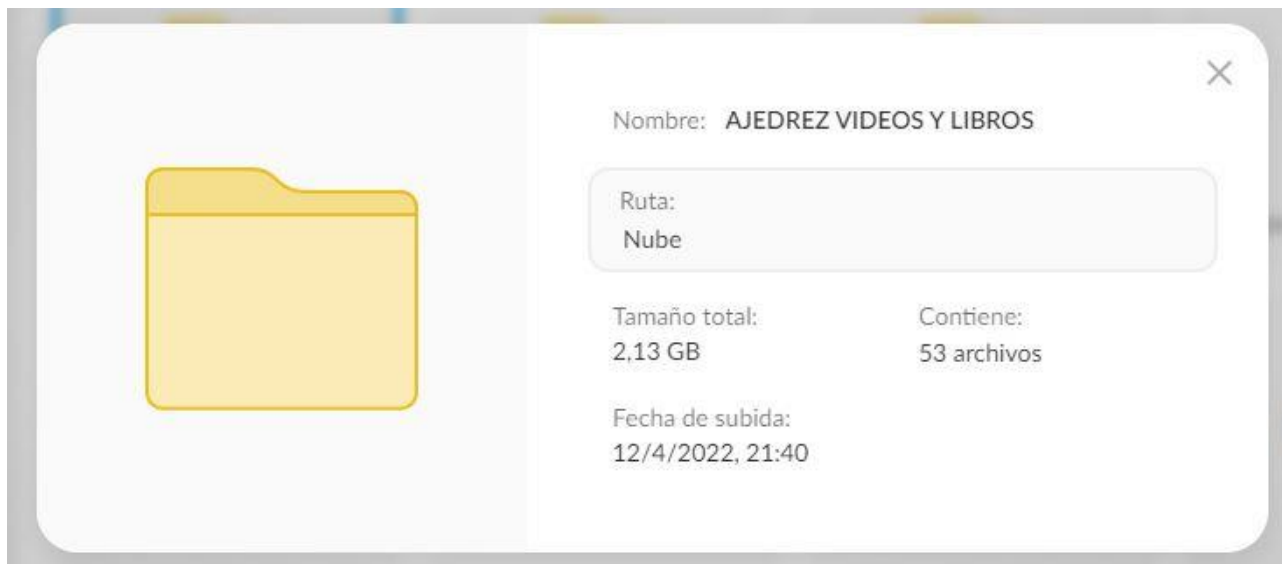 Nombre: AJEDREZ VIDEOS Y LIBROS
Ruta:
Nube
Tamaño total:
2,13 GB
Contiene:
53 archivos
Fecha de subida:
12/4/2022, 21:40